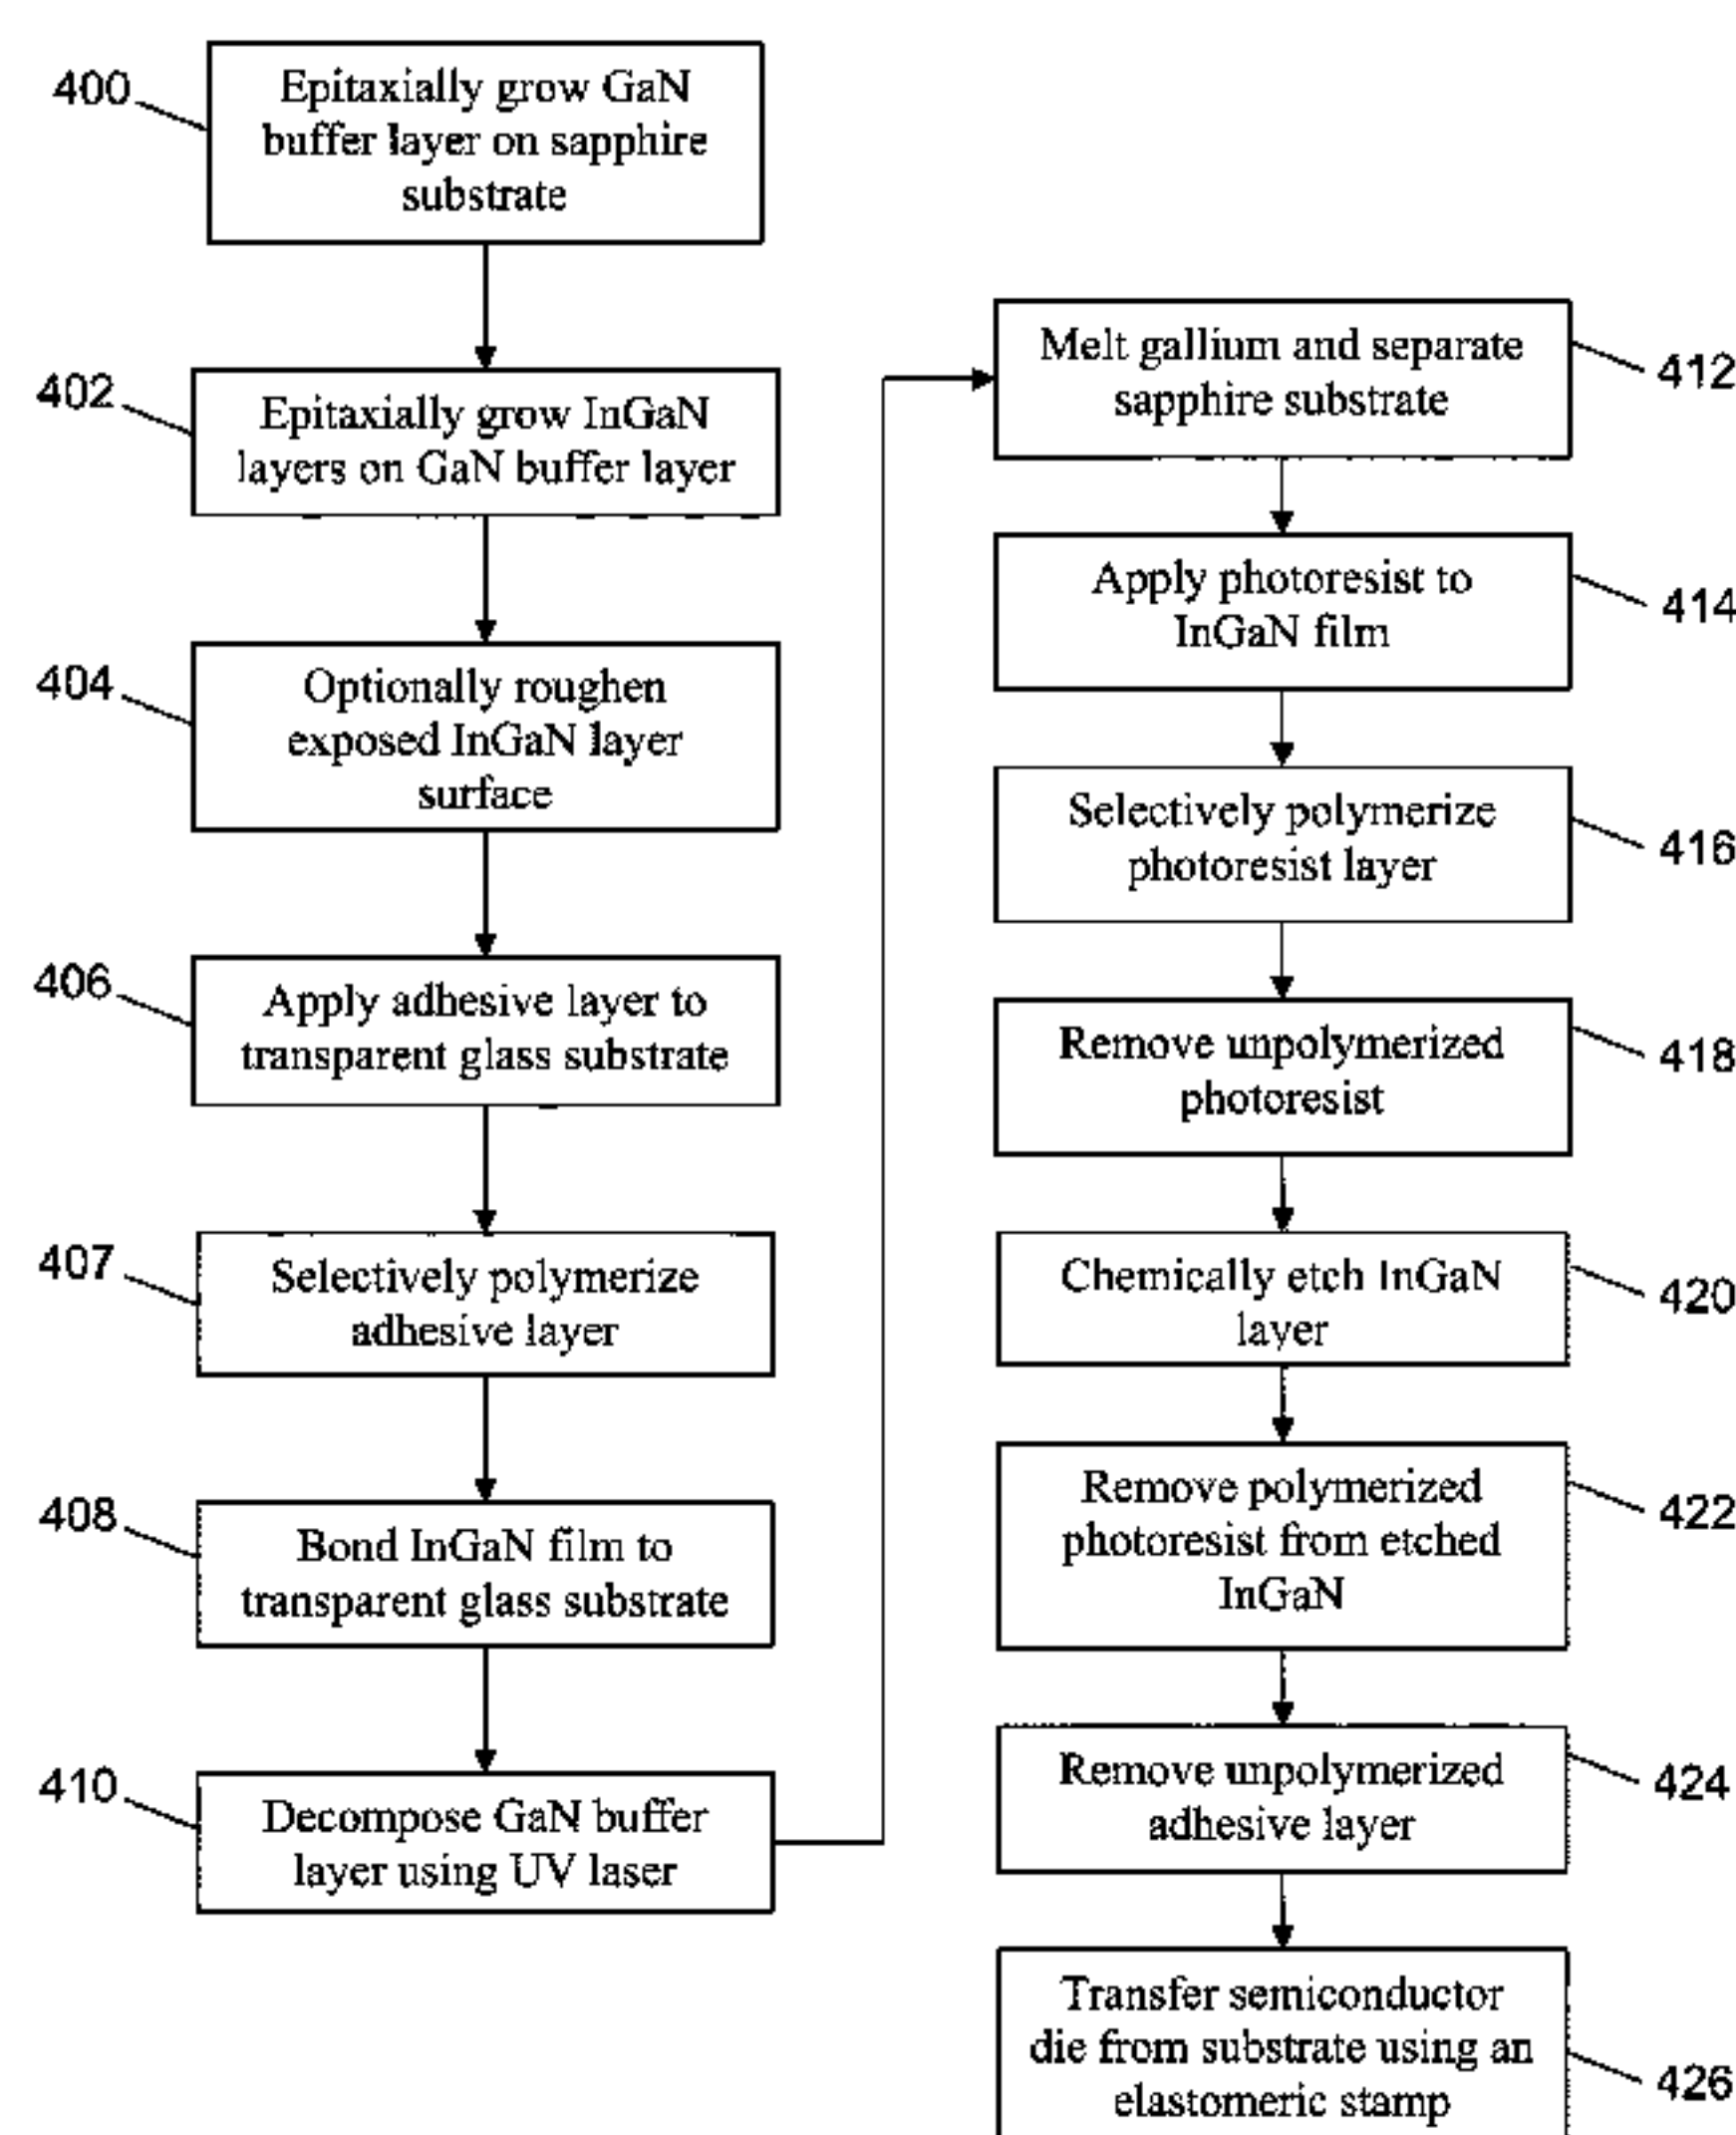 400
Epitaxially grow GaN
buffer layer on sapphire
substrate
402
Epitaxially grow InGaN
layers on GaN buffer layer
404
Optionally roughen
exposed InGaN layer
surface
406
Apply adhesive layer to
transparent glass substrate
407
Selectively polymerize
adhesive layer
408
Bond InGaN film to
transparent glass substrate
410
Decompose GaN buffer
layer using UV laser
Melt gallium and separate
sapphire substrate
412
Apply photoresist to
InGaN film
414
Selectively polymerize
photoresist layer
416
Remove unpolymerized
photoresist
418
Chemically etch InGaN
layer
420
Remove polymerized
photoresist from etched
InGaN
422
Remove unpolymerized
adhesive layer
424
Transfer semiconductor
die from substrate using an
elastomeric stamp
426